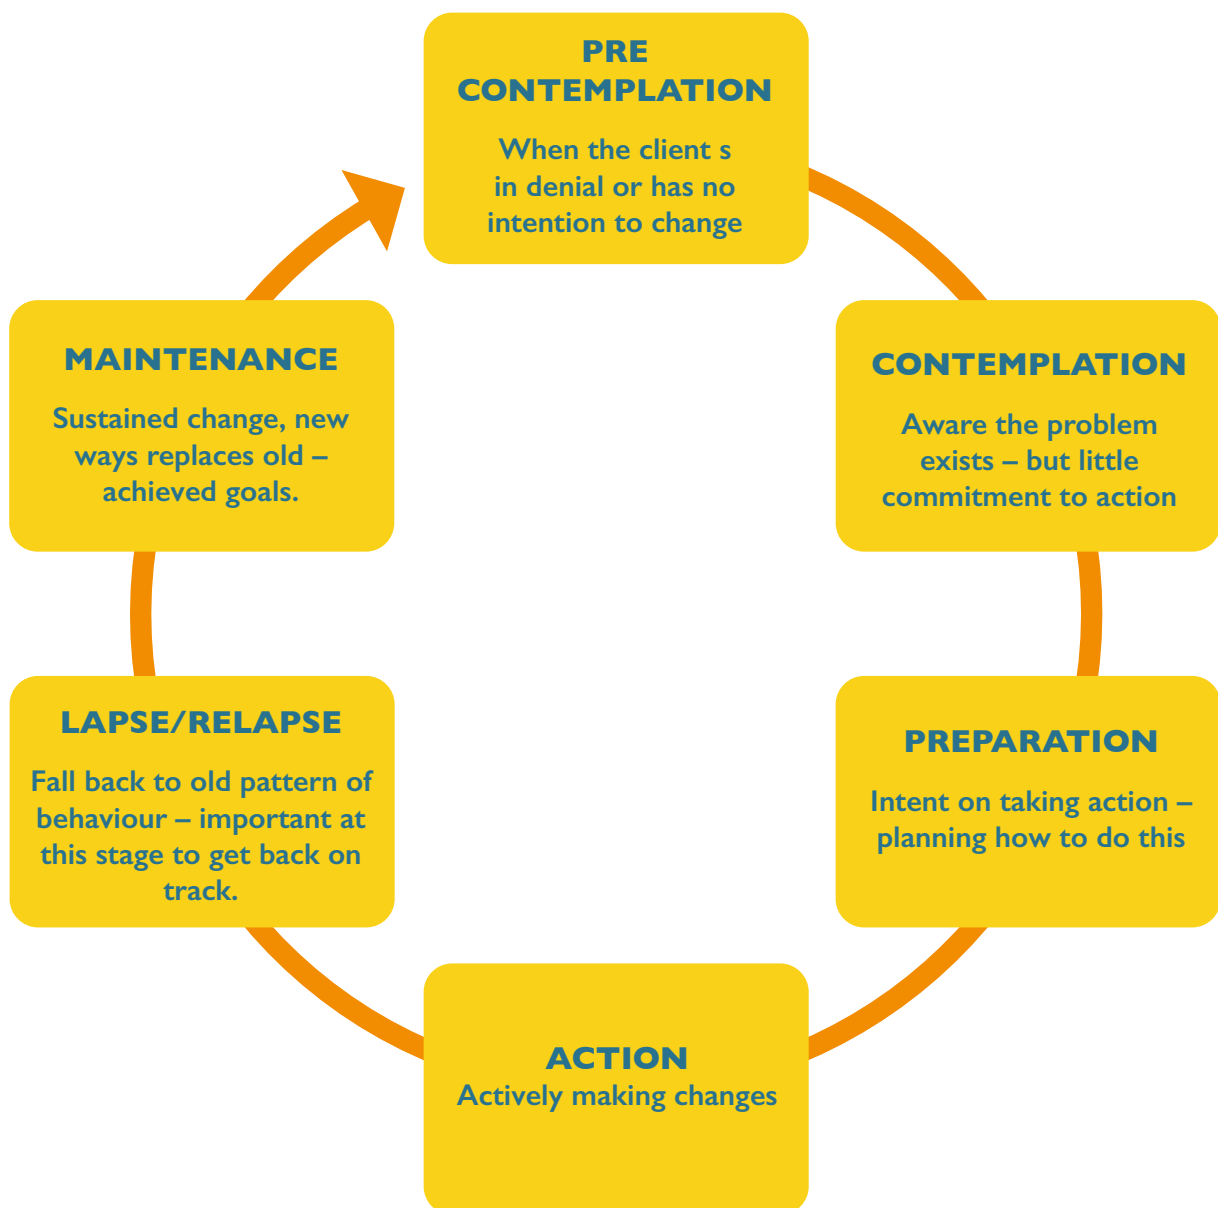 PRE
CONTEMPLATION
When the client s
in denial or has no
intention to change
CONTEMPLATION
Aware the problem
exists – but little
commitment to action
PREPARATION
Intent on taking action –
planning how to do this
ACTION
Actively making changes
LAPSE/RELAPSE
Fall back to old pattern of
behaviour – important at
this stage to get back on
track.
MAINTENANCE
Sustained change, new
ways replaces old –
achieved goals.